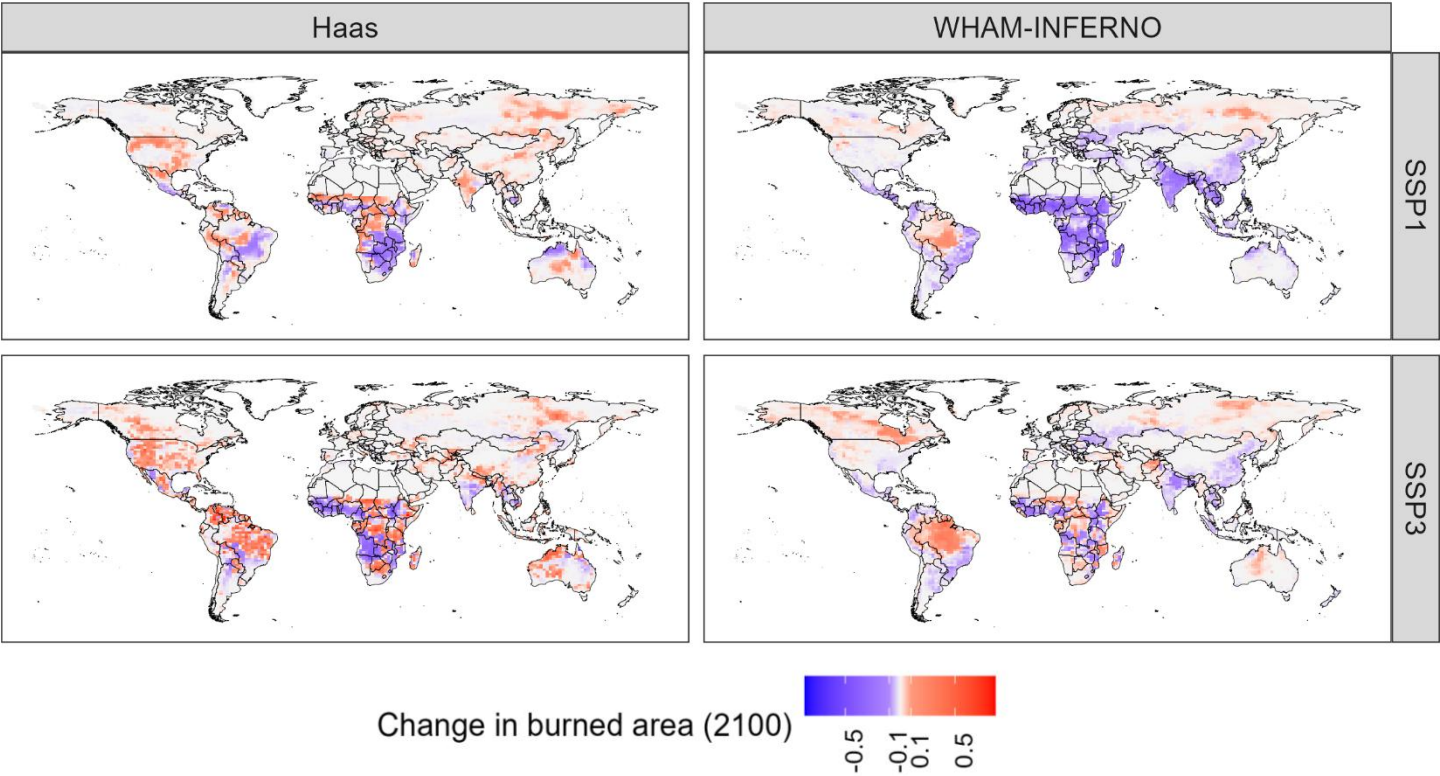 Haas
WHAM-INFERNO
SSP1
SSP3
Change in burned area (2100)
-0.5
-0.1
0.1
0.5